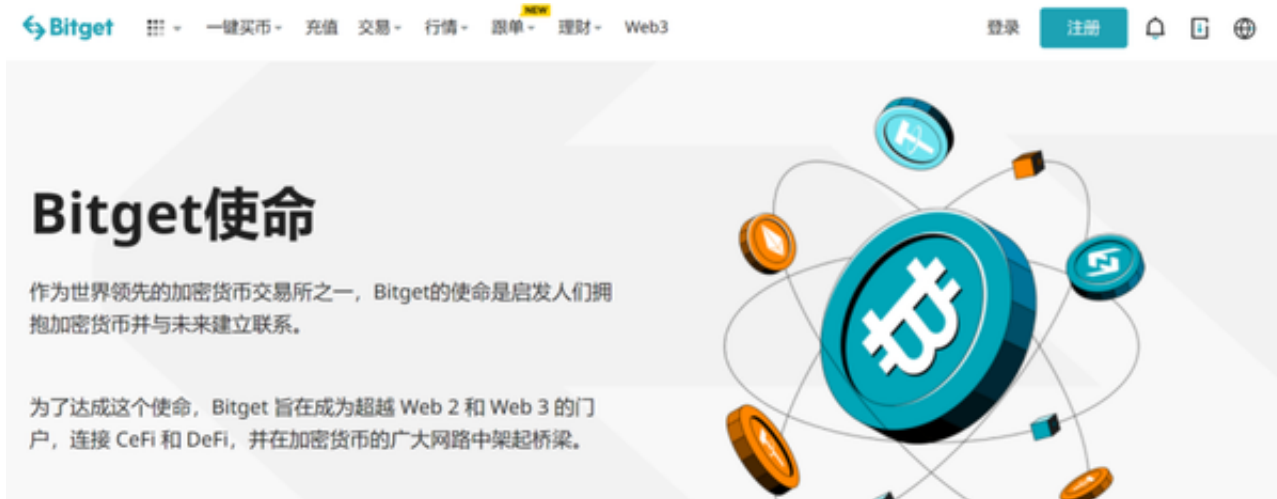 Bitget 一键买币 充值 交易 行情 跟单 NEW 理财 Web3 登录 注册
Bitget使命
作为世界领先的加密货币交易所之一，Bitget的使命是启发人们拥
抱加密货币并与未来建立联系。
为了达成这个使命，Bitget 旨在成为超越 Web 2 和 Web 3 的门
户，连接 CeFi 和 DeFi，并在加密货币的广大网路中架起桥梁。